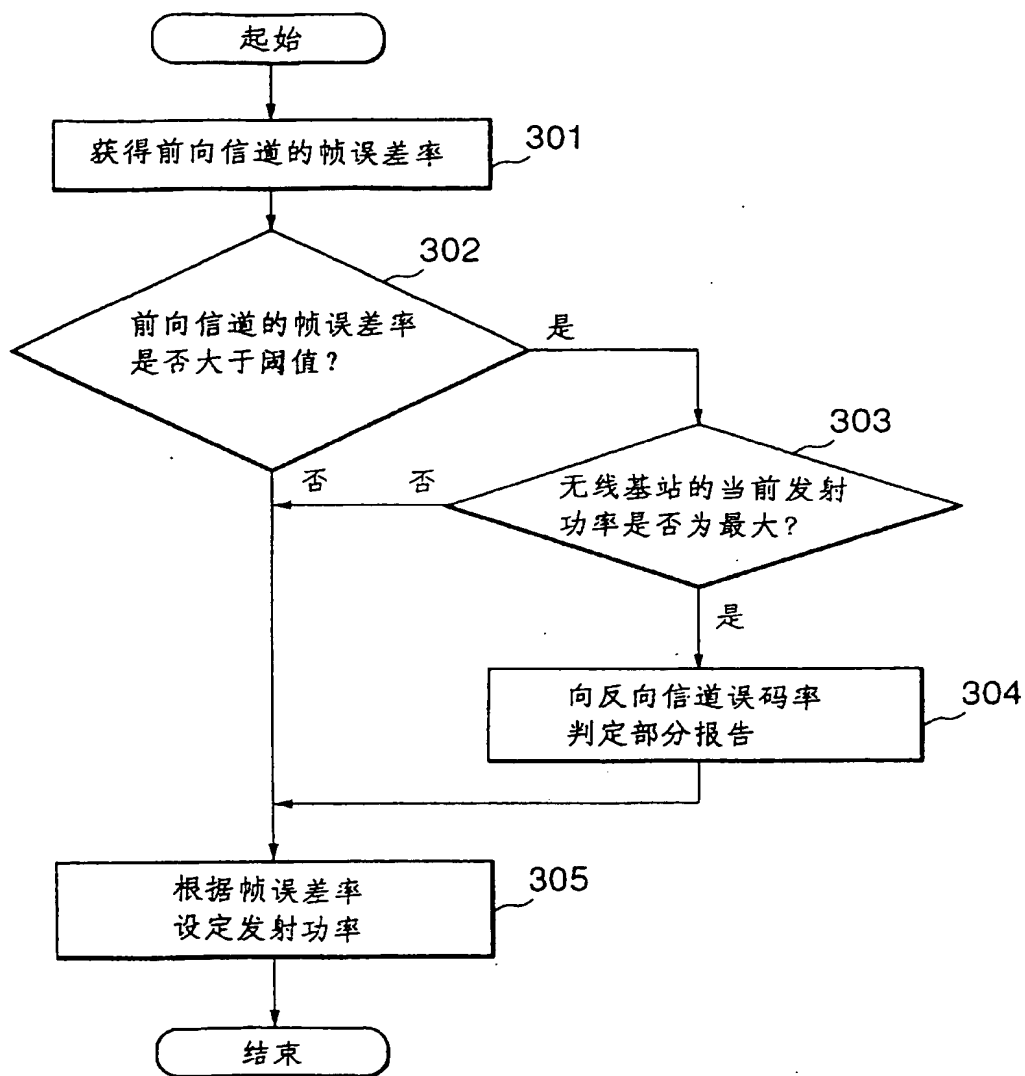 起始
获得前向信道的帧误差率
301
302
前向信道的帧误差率
是否大于阈值?
是
303
否
否
无线基站的当前发射
功率是否为最大?
是
向反向信道误码率
判定部分报告
304
根据帧误差率
设定发射功率
305
结束